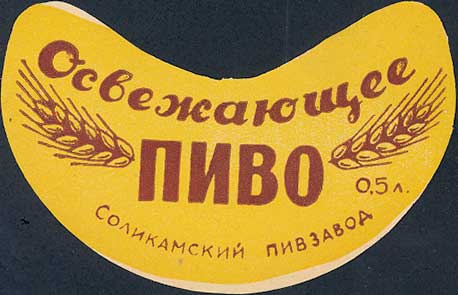 Освежающее
ПИВО
0,5 л.
СОЛИКАМСКИЙ ПИВЗАВОД